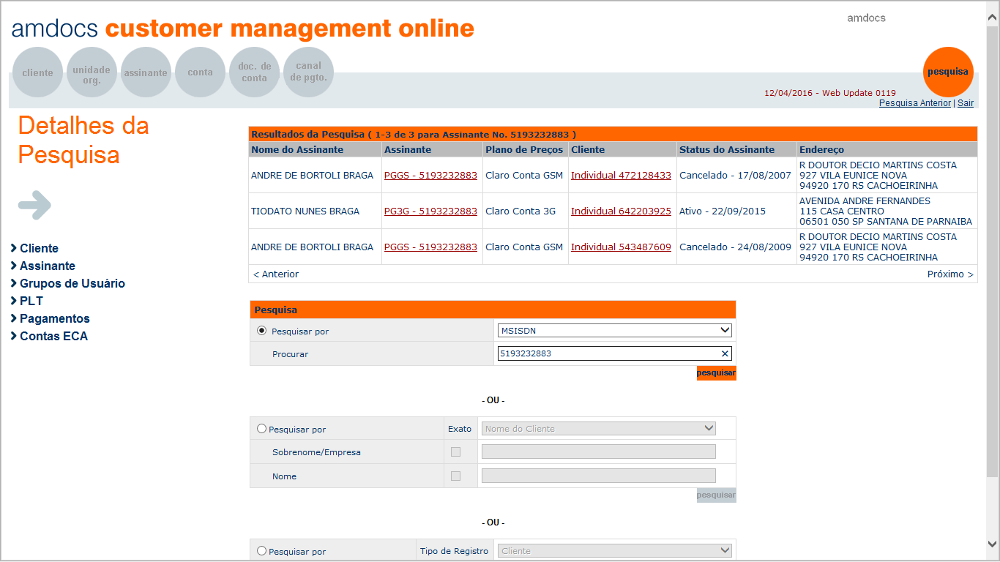 amdocs
amdocs customer management online
cliente
unidade org.
assinante
conta
doc. de conta
canal de pgto.
pesquisa
12/04/2016 - Web Update 0119
Pesquisa Anterior | Sair
Detalhes da
Pesquisa
Cliente
Assinante
Grupos de Usuário
PLT
Pagamentos
Contas ECA
Resultados da Pesquisa ( 1-3 de 3 para Assinante No. 5193232883 )
Nome do Assinante Assinante Plano de Preços Cliente Status do Assinante Endereço
R DOUTOR DECIO MARTINS COSTA
ANDRE DE BORTOLI BRAGA PGGS - 5193232883 Claro Conta GSM Individual 472128433 Cancelado - 17/08/2007 927 VILA EUNICE NOVA
94920 170 RS CACHOEIRINHA
AVENIDA ANDRE FERNANDES
TIODATO NUNES BRAGA PG3G - 5193232883 Claro Conta 3G Individual 642203925 Ativo - 22/09/2015 115 CASA CENTRO
06501 050 SP SANTANA DE PARNAIBA
R DOUTOR DECIO MARTINS COSTA
ANDRE DE BORTOLI BRAGA PGGS - 5193232883 Claro Conta GSM Individual 543487609 Cancelado - 24/08/2009 927 VILA EUNICE NOVA
94920 170 RS CACHOEIRINHA
< Anterior Próximo >
Pesquisa
Pesquisar por MSISDN
Procurar 5193232883
pesquisar
- OU -
Pesquisar por Exato Nome do Cliente
Sobrenome/Empresa
Nome
pesquisar
- OU -
Pesquisar por Tipo de Registro Cliente